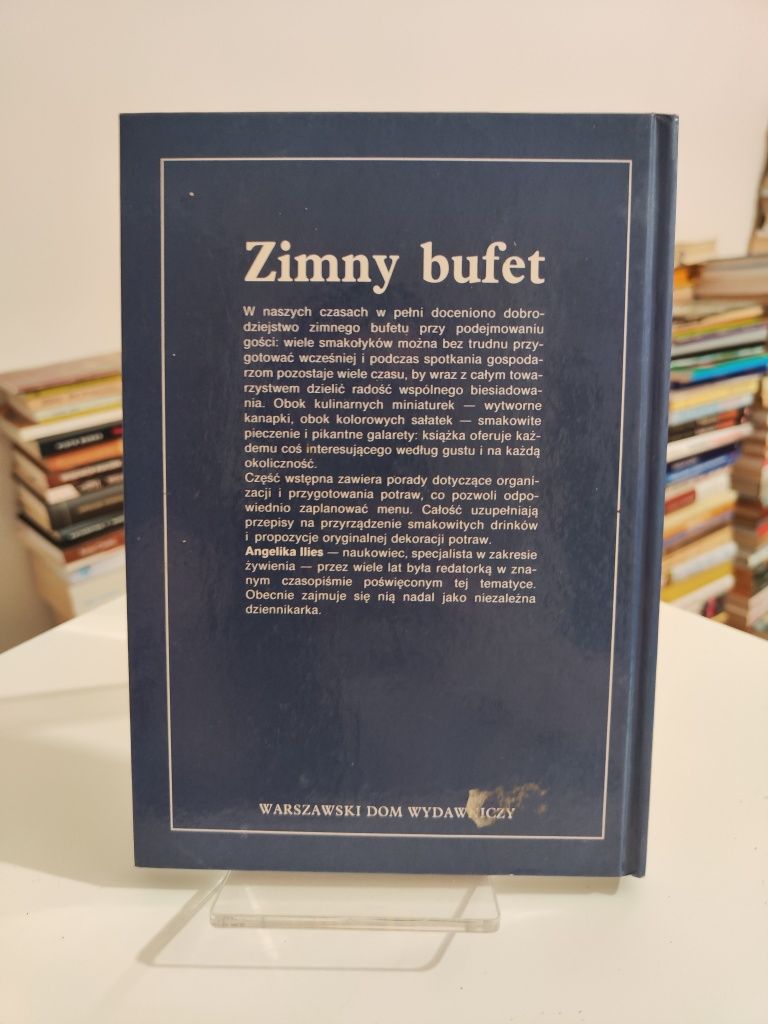 Zimny bufet
W naszych czasach w pełni doceniono dobro-
dziejstwo zimnego bufetu przy podejmowaniu
gości: wiele smakołyków można bez trudnu przy-
gotować wcześniej i podczas spotkania gospoda-
rzom pozostaje wiele czasu, by wraz z całym towa-
rzystwem dzielić radość wspólnego biesiadowa-
nia. Obok kulinarnych miniaturek — wytworne
kanapki, obok kolorowych sałatek — smakowite
pieczenie i pikantne galarety: książka oferuje każ-
demu coś interesującego według gustu i na każdą
okoliczność.
Część wstępna zawiera porady dotyczące organi-
zacji i przygotowania potraw, co pozwoli odpo-
wiednio zaplanować menu. Całość uzupełniają
przepisy na przyrządzenie smakowitych drinków
i propozycje oryginalnej dekoracji potraw.
Angelika Ilies — naukowiec, specjalista w zakresie
żywienia — przez wiele lat była redatorką w zna-
nym czasopiśmie poświęconym tej tematyce.
Obecnie zajmuje się nią nadal jako niezależna
dziennikarka.
WARSZAWSKI DOM WYDAWNICZY